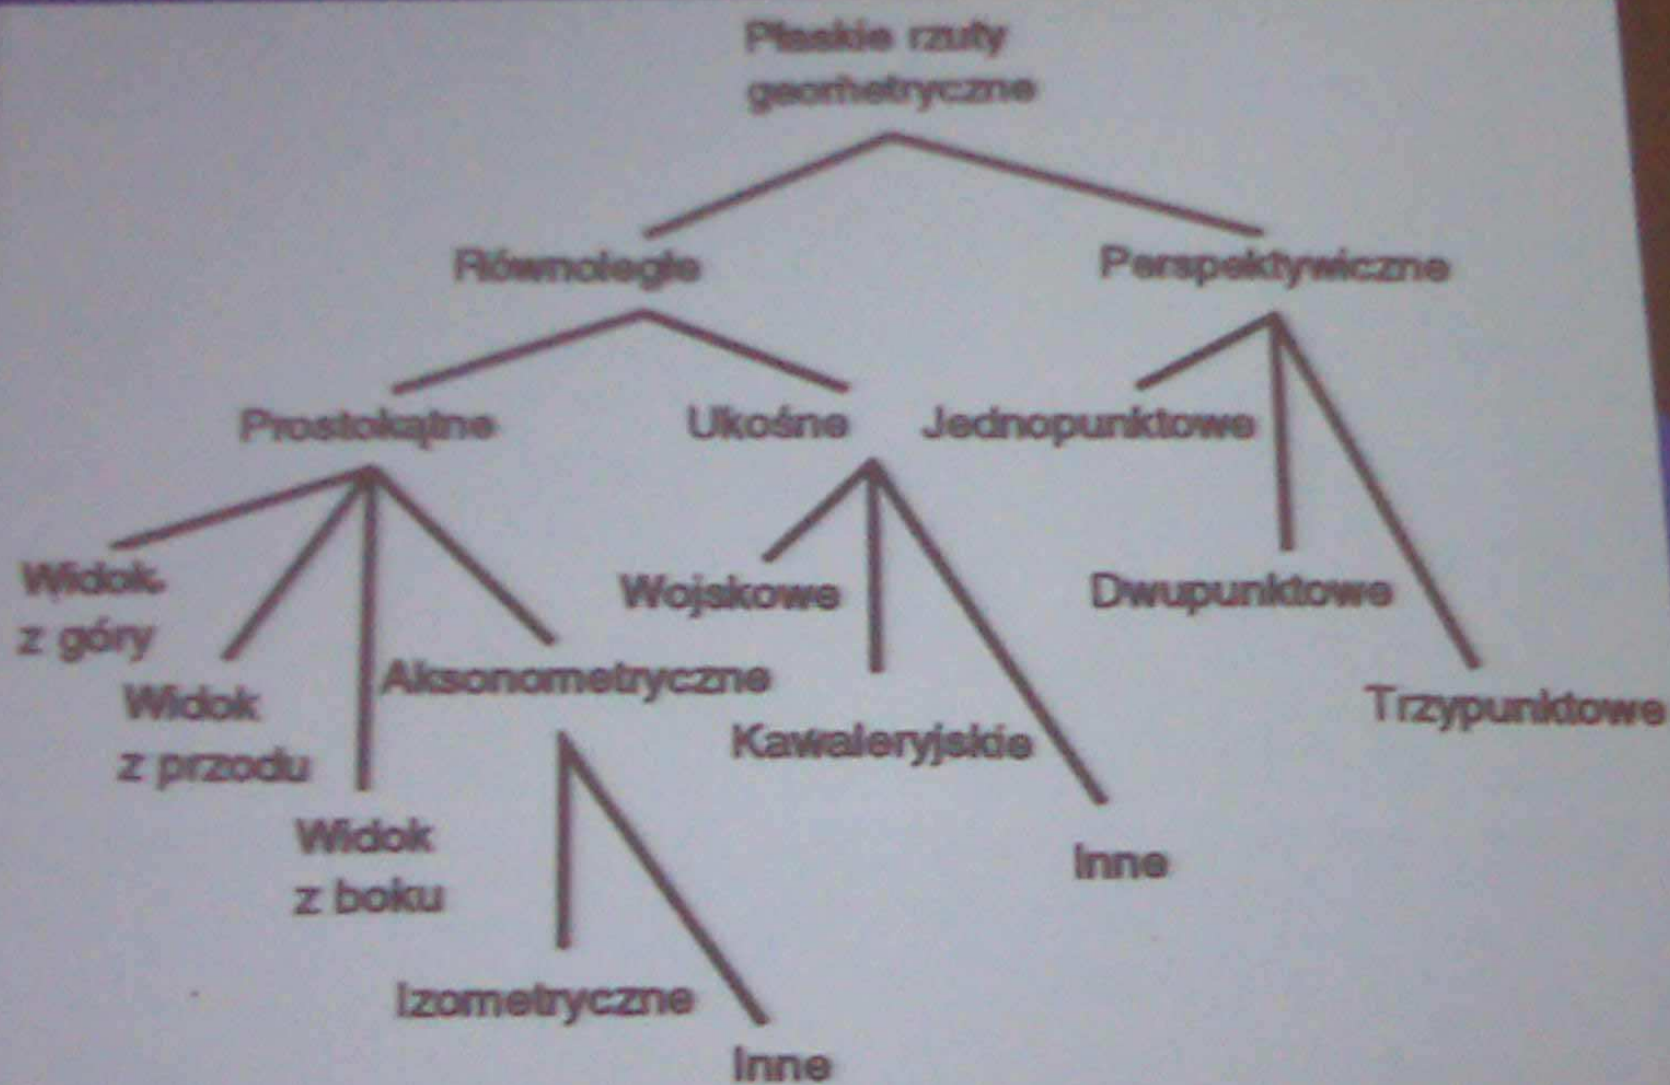 Płaskie rzuty
geometryczne
Równoległe
Perspektywiczne
Prostokątne
Ukośne
Jednopunktowe
Widok
z góry
Wojskowe
Dwupunktowe
Widok
z przodu
Aksonometryczne
Kawaleryjskie
Trzypunktowe
Widok
z boku
Inne
Izometryczne
Inne